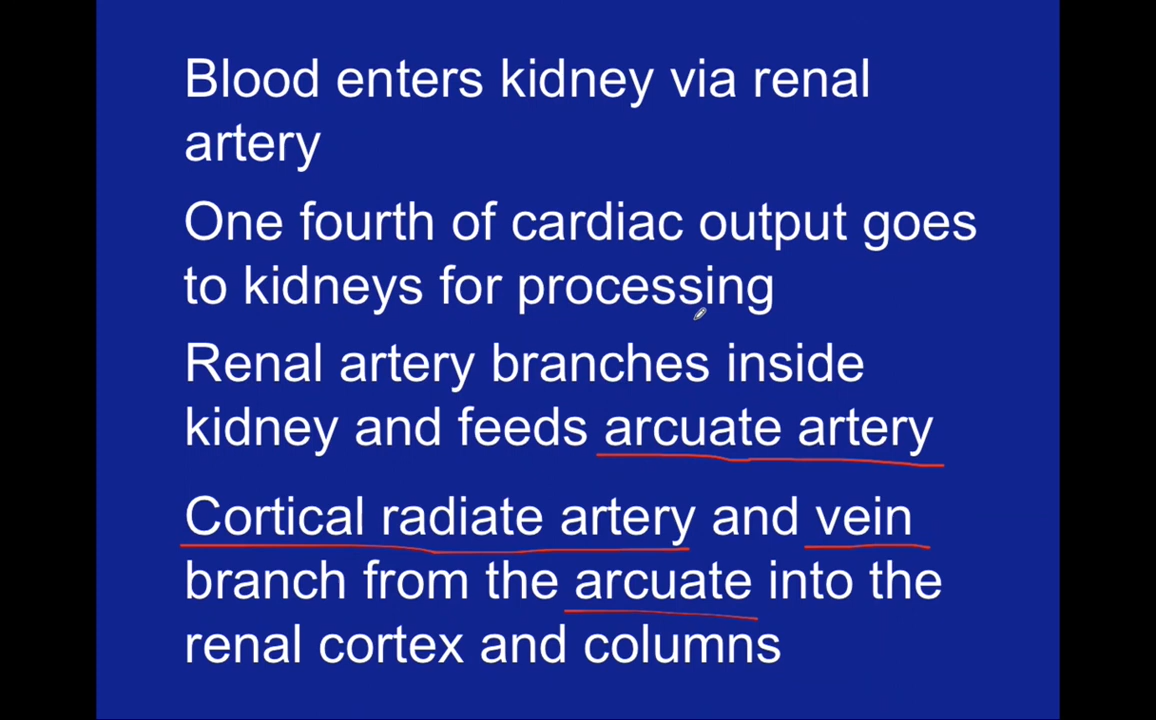 Blood enters kidney via renal
artery
One fourth of cardiac output goes
to kidneys for processing
Renal artery branches inside
kidney and feeds arcuate artery
Cortical radiate artery and vein
branch from the arcuate into the
renal cortex and columns